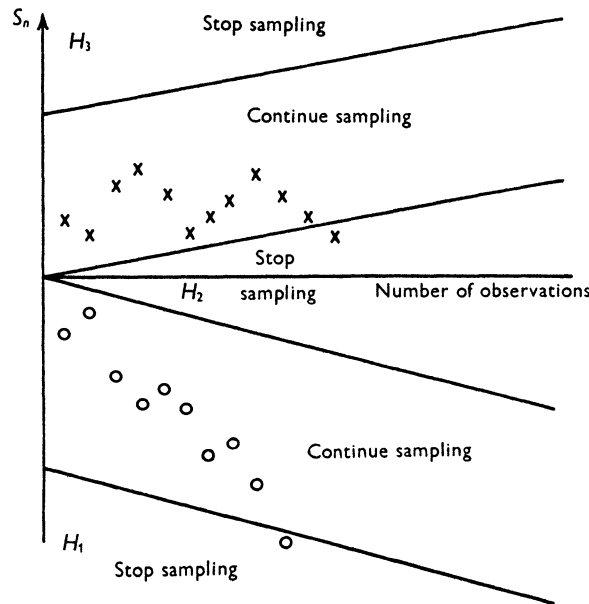 Sn
H3
Stop sampling
Continue sampling
Stop
H2 sampling
Number of observations
Continue sampling
H1
Stop sampling